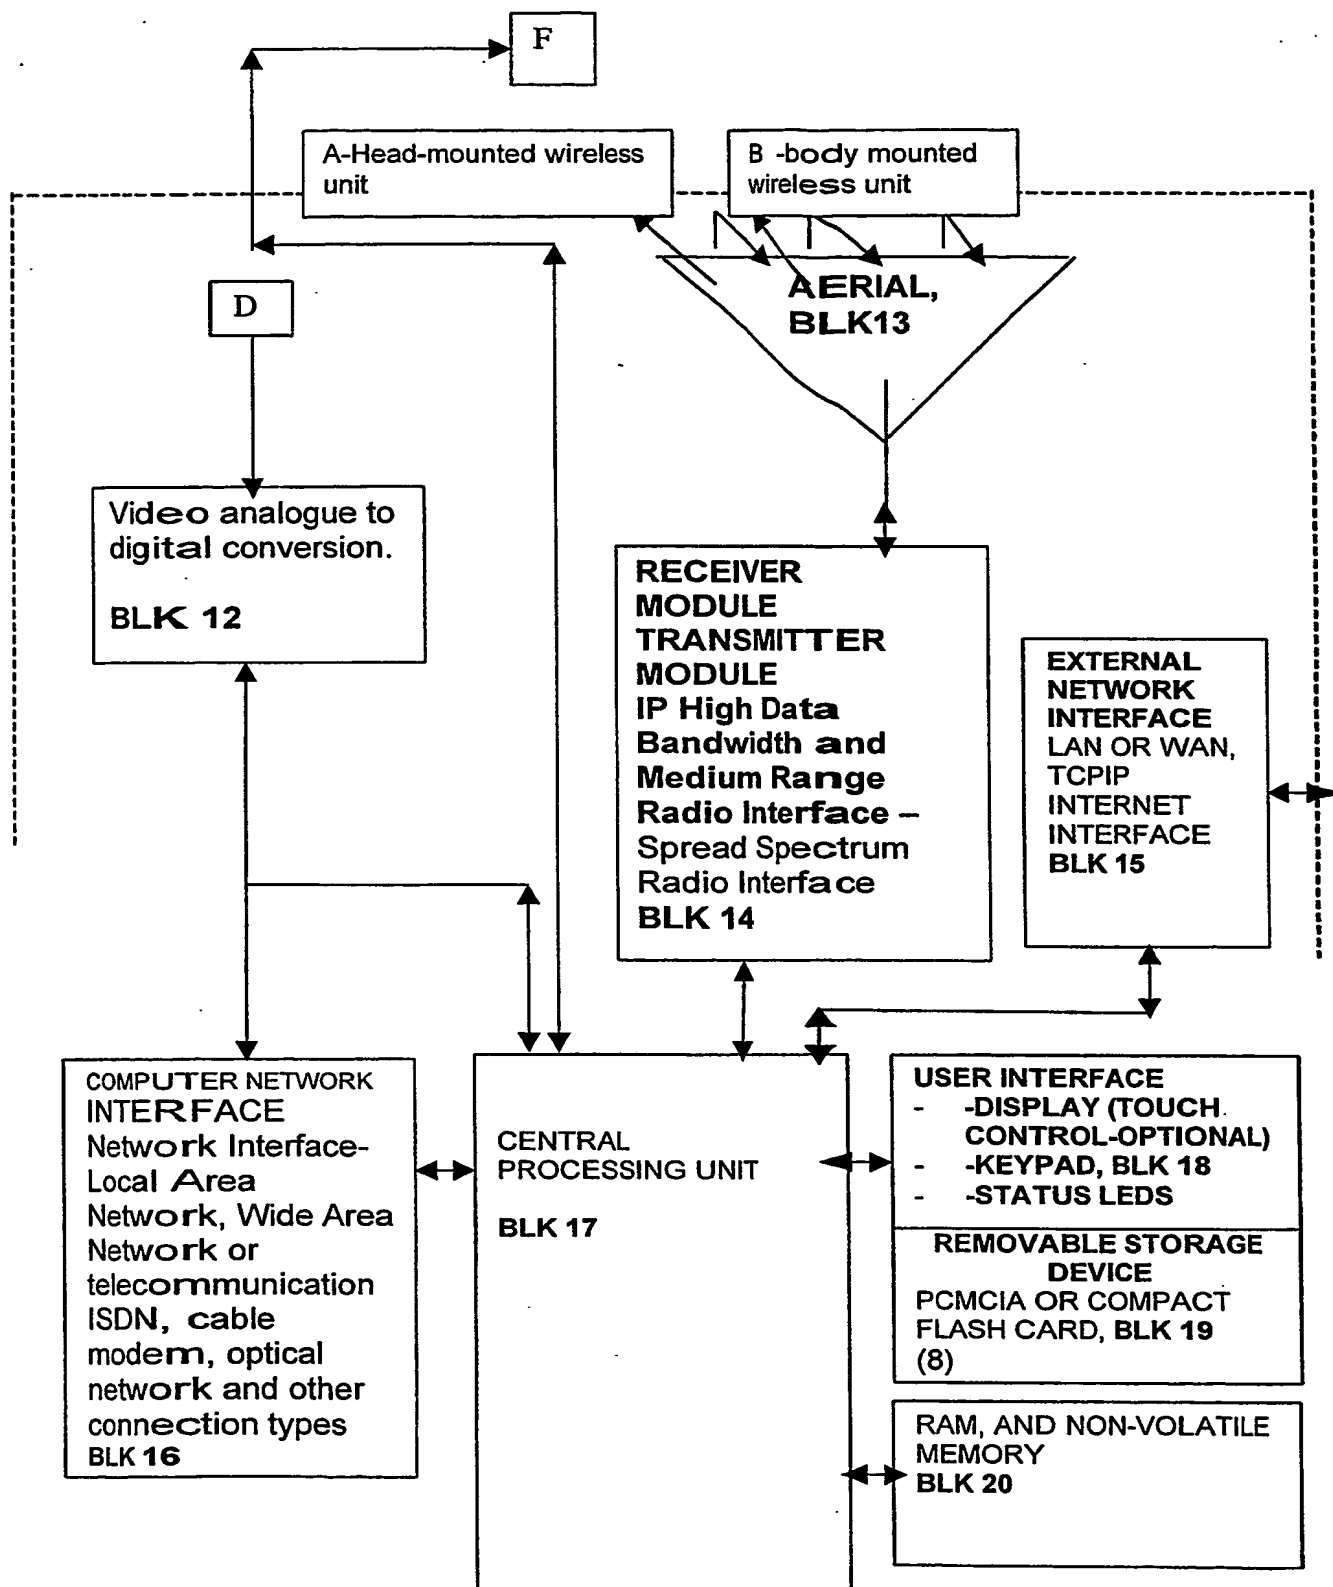 F
A-Head-mounted wireless
unit
B -body mounted
wireless unit
D
AERIAL,
BLK13
Video analogue to
digital conversion.
BLK 12
RECEIVER
MODULE
TRANSMITTER
MODULE
IP High Data
Bandwidth and
Medium Range
Radio Interface –
Spread Spectrum
Radio Interface
BLK 14
EXTERNAL
NETWORK
INTERFACE
LAN OR WAN,
TCPIP
INTERNET
INTERFACE
BLK 15
COMPUTER NETWORK
INTERFACE
Network Interface-
Local Area
Network, Wide Area
Network or
telecommunication
ISDN, cable
modem, optical
network and other
connection types
BLK 16
CENTRAL
PROCESSING UNIT
BLK 17
USER INTERFACE
- -DISPLAY (TOUCH
CONTROL-OPTIONAL)
- -KEYPAD, BLK 18
- -STATUS LEDS
REMOVABLE STORAGE
DEVICE
PCMCIA OR COMPACT
FLASH CARD, BLK 19
(8)
RAM, AND NON-VOLATILE
MEMORY
BLK 20